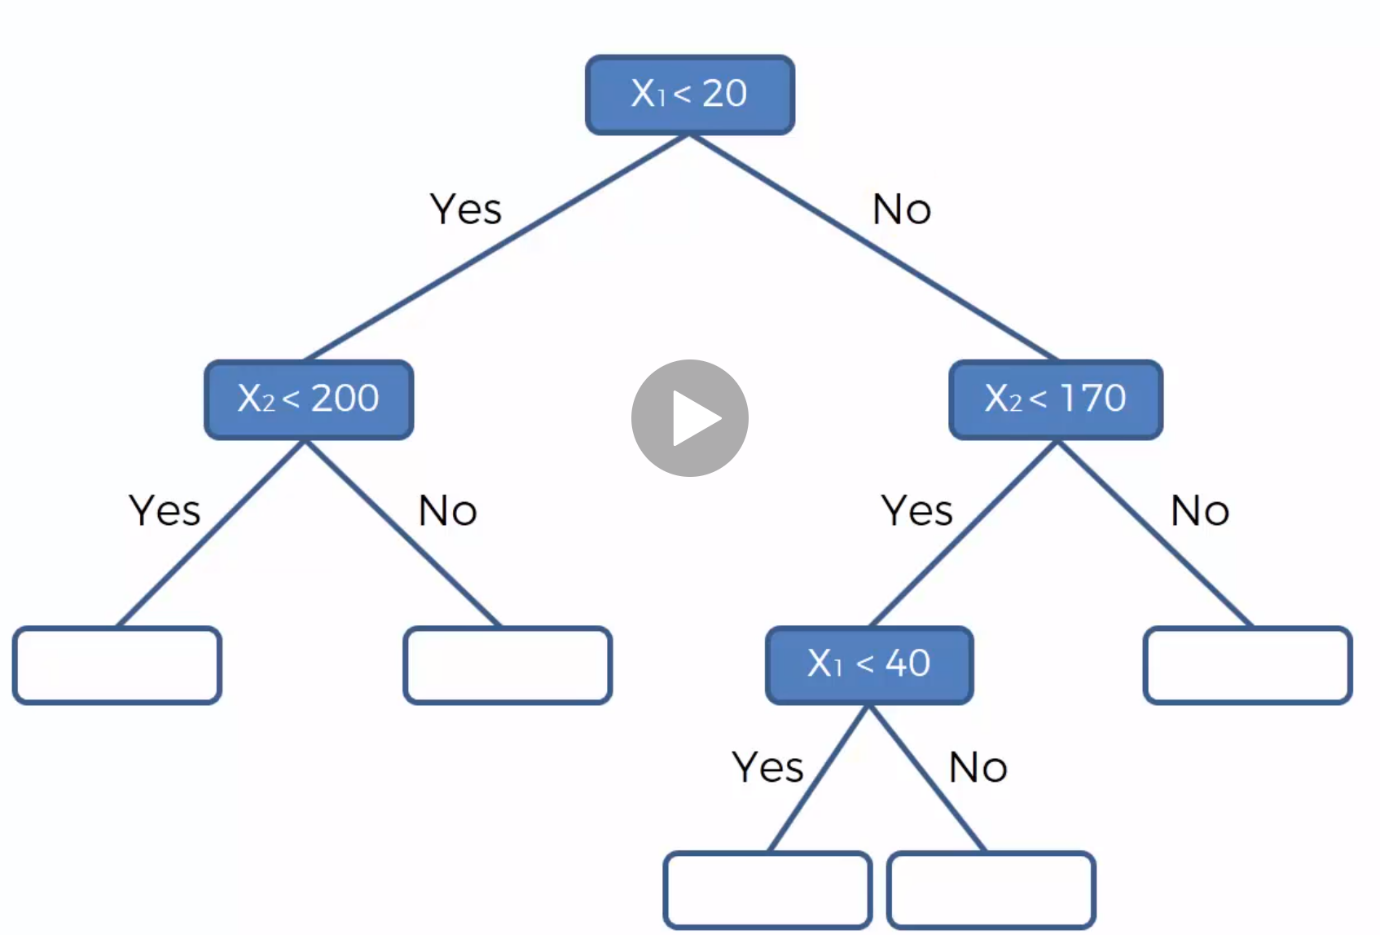 X₁ < 20
Yes
No
X₂ < 200
X₂ < 170
Yes
No
Yes
No
X₁ < 40
Yes
No